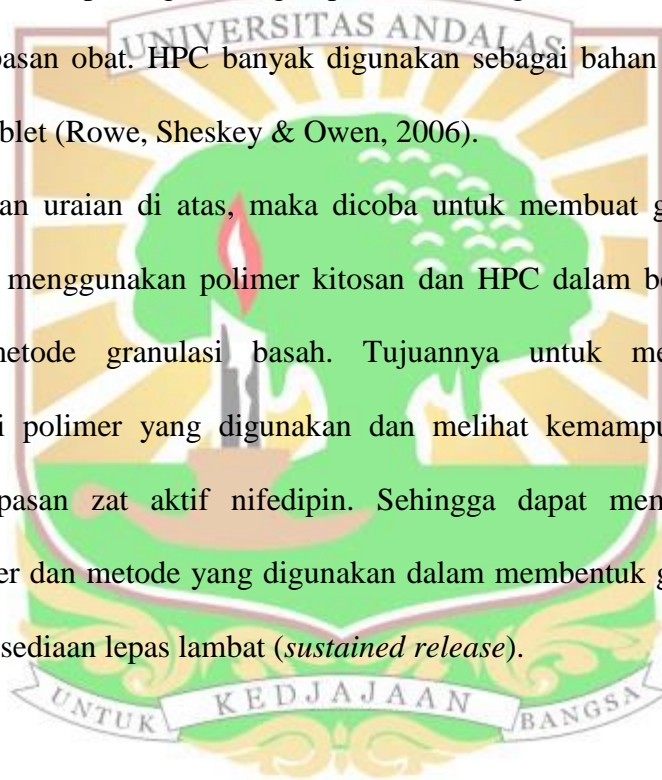 UNIVERSITAS ANDALAS
pasan obat. HPC banyak digunakan sebagai bahan
blet (Rowe, Sheskey & Owen, 2006).
an uraian di atas, maka dicoba untuk membuat g
menggunakan polimer kitosan dan HPC dalam be
metode granulasi basah. Tujuannya untuk me
i polimer yang digunakan dan melihat kemampu
pasan zat aktif nifedipin. Sehingga dapat men
er dan metode yang digunakan dalam membentuk g
sediaan lepas lambat (sustained release).
UNTUK KEDJAJAAN BANGSA